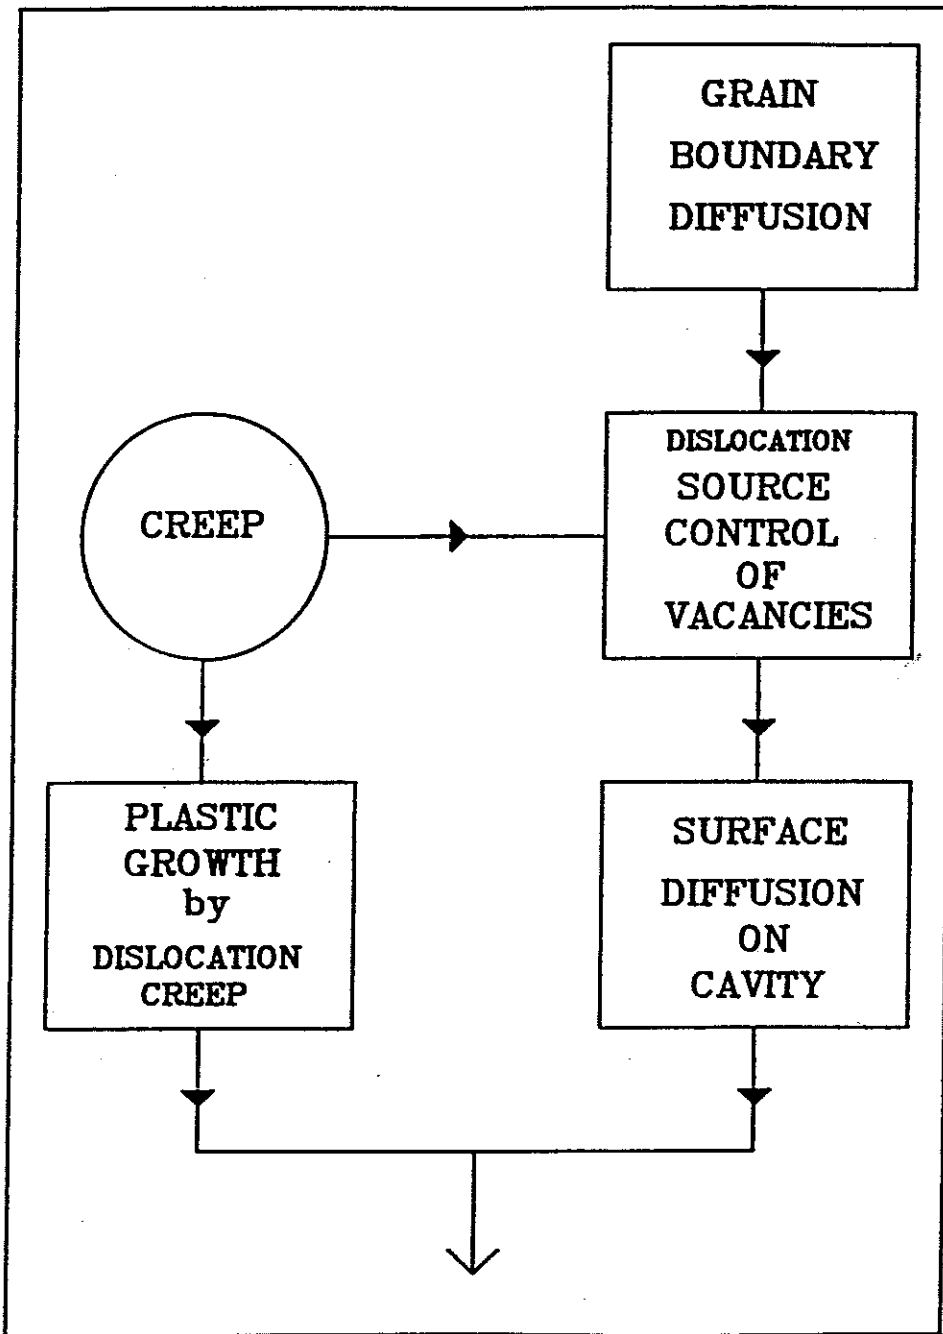 GRAIN
BOUNDARY
DIFFUSION
CREEP
DISLOCATION
SOURCE
CONTROL
OF
VACANCIES
PLASTIC
GROWTH
by
DISLOCATION
CREEP
SURFACE
DIFFUSION
ON
CAVITY